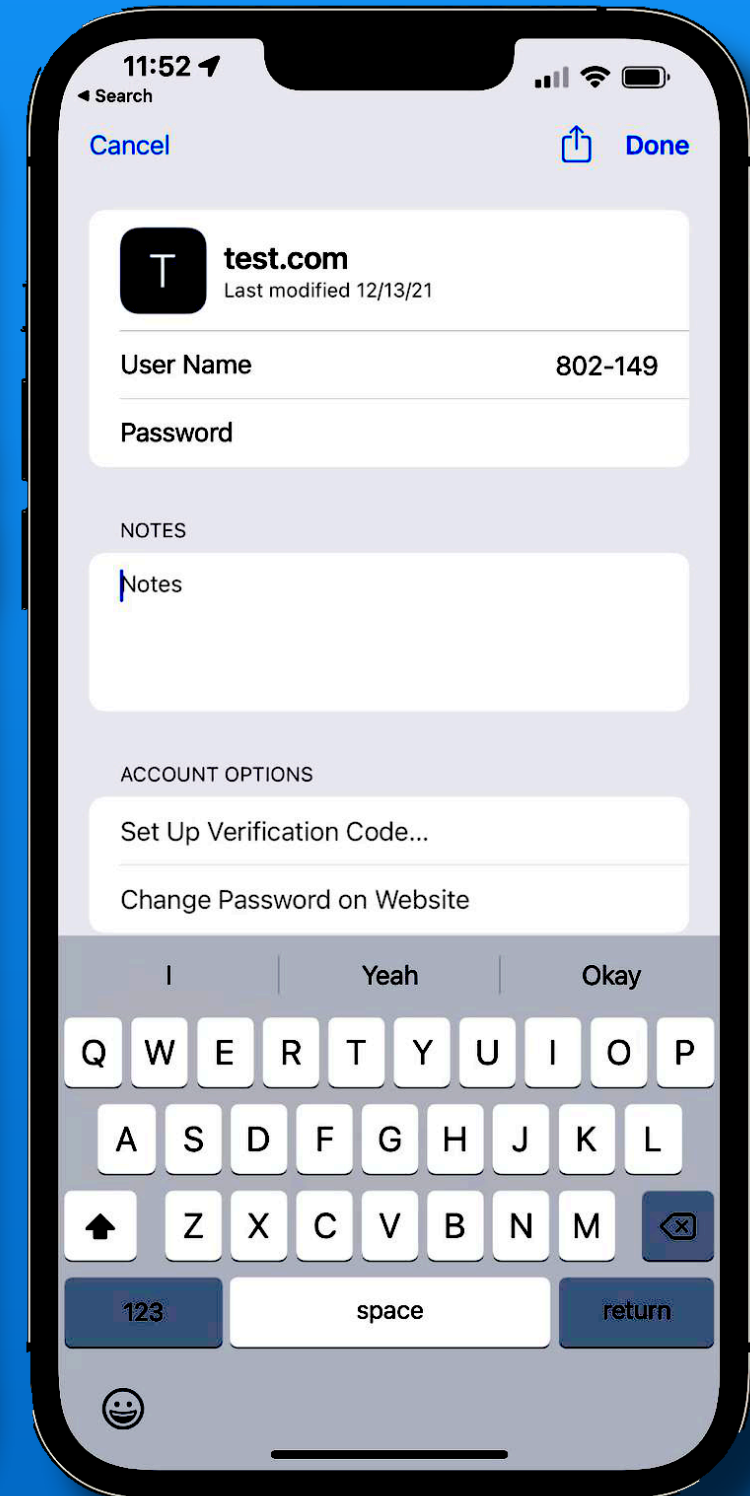 11:52
Search
Cancel Done
T
test.com
Last modified 12/13/21
User Name 802-149
Password
NOTES
Notes
ACCOUNT OPTIONS
Set Up Verification Code...
Change Password on Website
I Yeah Okay
Q W E R T Y U I O P
A S D F G H J K L
Z X C V B N M
123 space return